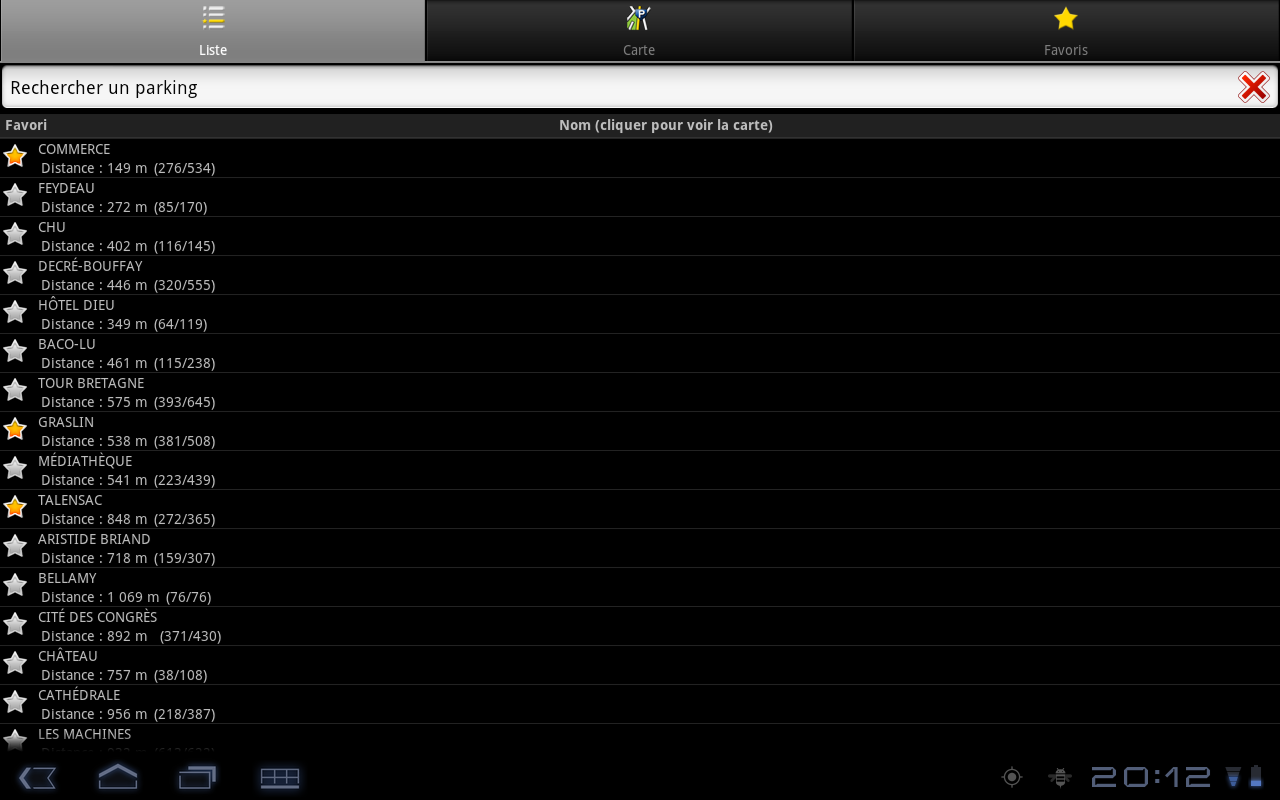 Liste
Carte
Favoris
Rechercher un parking
Favori Nom (cliquer pour voir la carte)
COMMERCE
Distance : 149 m (276/534)
FEYDEAU
Distance : 272 m (85/170)
CHU
Distance : 402 m (116/145)
DECRÉ-BOUFFAY
Distance : 446 m (320/555)
HÔTEL DIEU
Distance : 349 m (64/119)
BACO-LU
Distance : 461 m (115/238)
TOUR BRETAGNE
Distance : 575 m (393/645)
GRASLIN
Distance : 538 m (381/508)
MÉDIATHÈQUE
Distance : 541 m (223/439)
TALENSAC
Distance : 848 m (272/365)
ARISTIDE BRIAND
Distance : 718 m (159/307)
BELLAMY
Distance : 1 069 m (76/76)
CITÉ DES CONGRÈS
Distance : 892 m (371/430)
CHÂTEAU
Distance : 757 m (38/108)
CATHÉDRALE
Distance : 956 m (218/387)
LES MACHINES
20:12